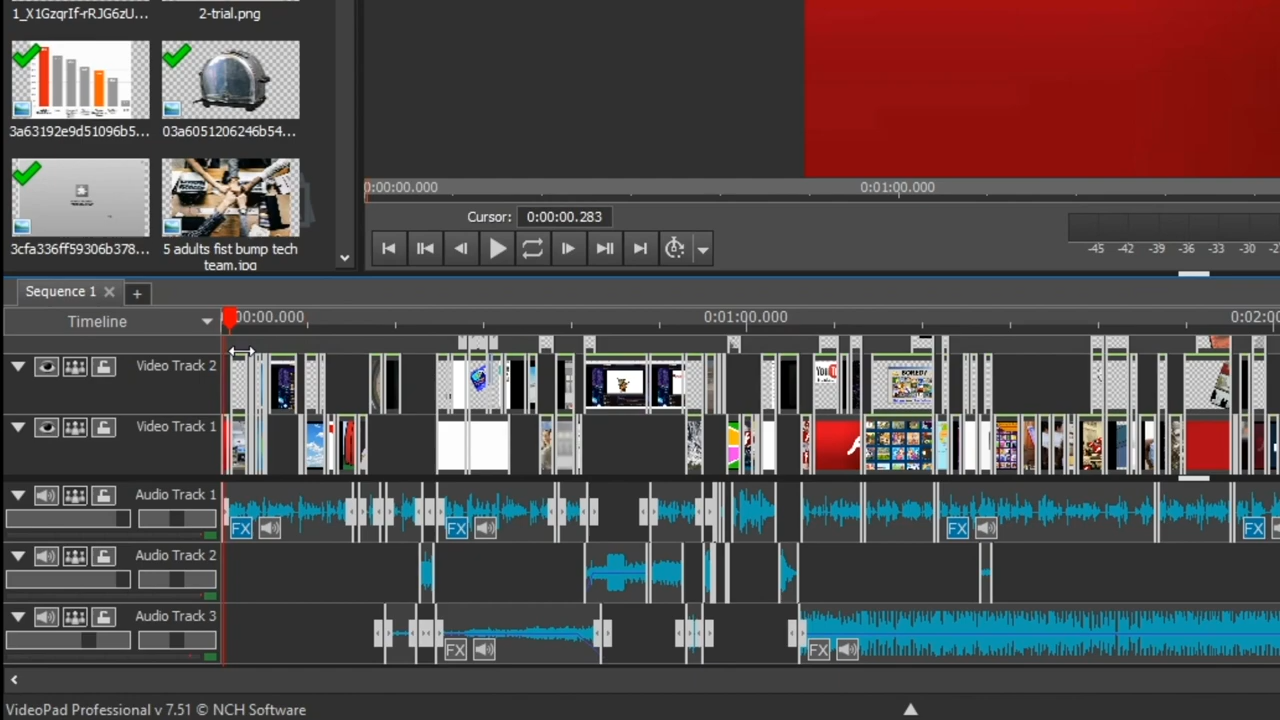 1_X1GzqrIf-rRJG6zU...
2-trial.png
3a63192e9d51096b5...
03a6051206246b54...
3cfa336ff59306b378...
5 adults fist bump tech
team.jpg
0:00:00.000
0:01:00.000
Cursor:
0:00:00.283
-45 -42 -39 -36 -33 -30
Sequence 1
Timeline
00:00.000
0:01:00.000
0:02:00
Video Track 2
You
Video Track 1
Audio Track 1
FX
FX
FX
FX
Audio Track 2
Audio Track 3
FX
FX
VideoPad Professional v 7.51 © NCH Software